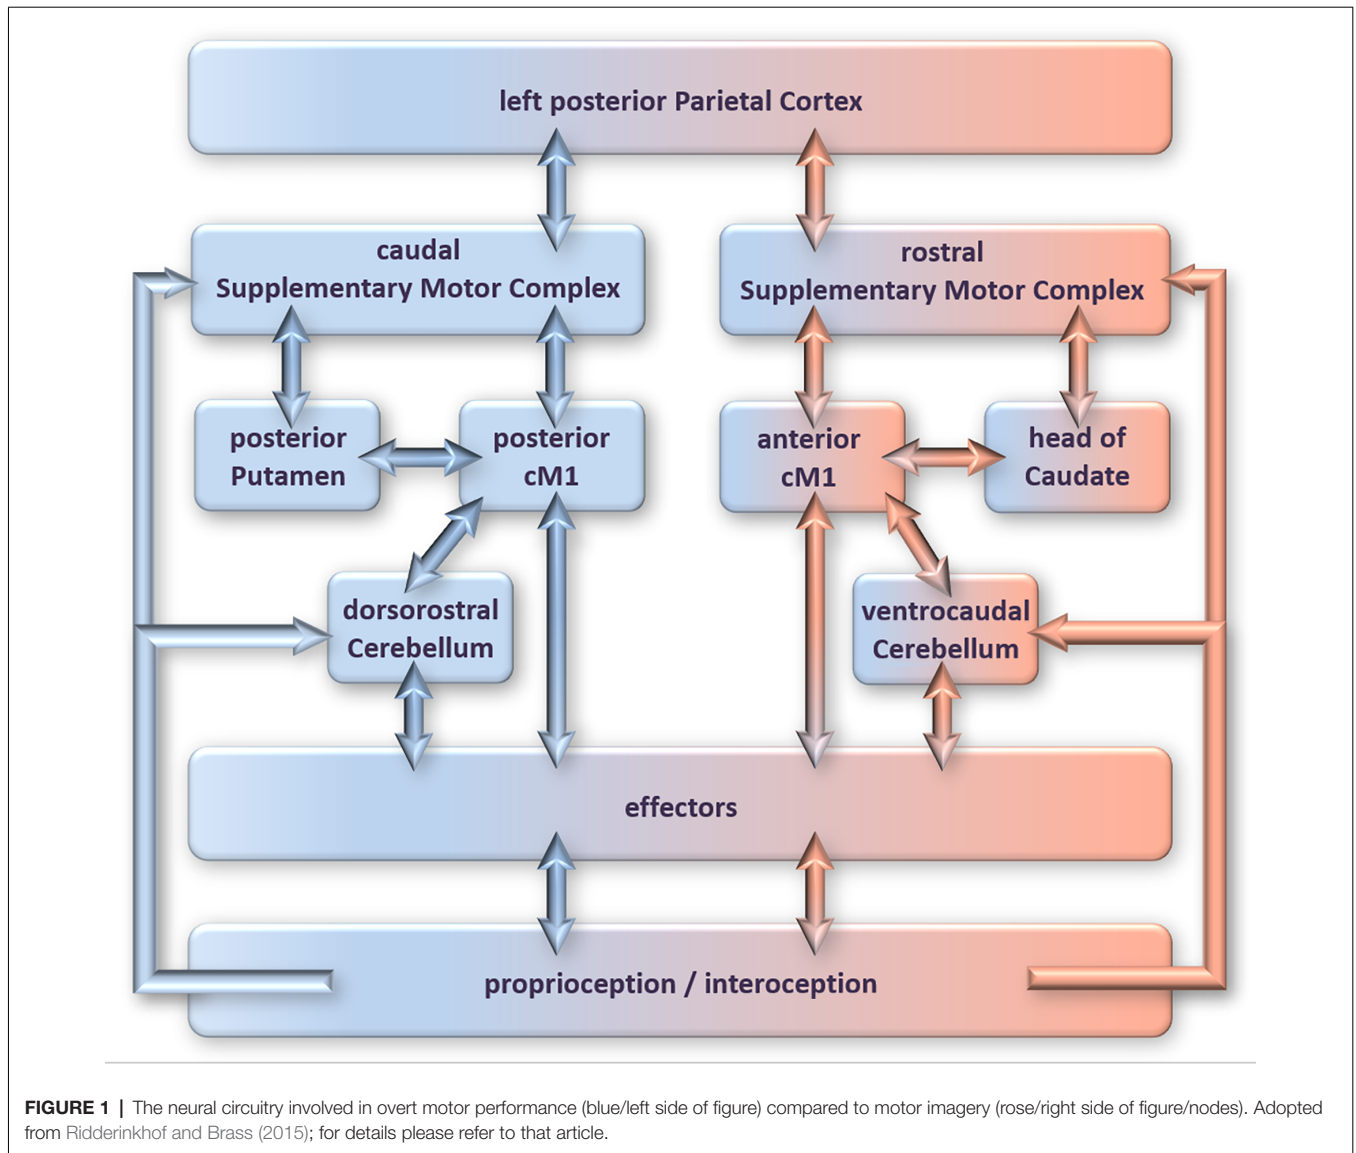 left posterior Parietal Cortex
caudal
Supplementary Motor Complex
rostral
Supplementary Motor Complex
posterior
Putamen
posterior
cM1
anterior
cM1
head of
Caudate
dorsorostral
Cerebellum
ventrocaudal
Cerebellum
effectors
proprioception / interoception
FIGURE 1 | The neural circuitry involved in overt motor performance (blue/left side of figure) compared to motor imagery (rose/right side of figure/nodes). Adopted
from Ridderinkhof and Brass (2015); for details please refer to that article.